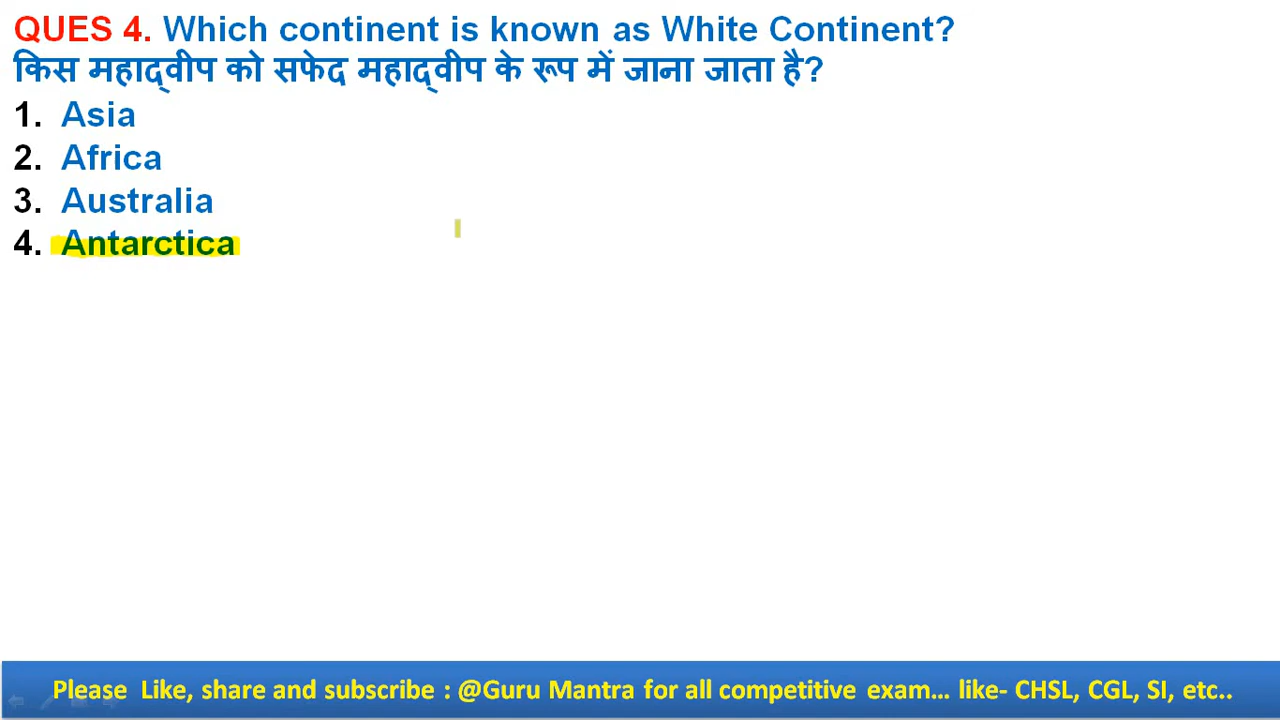 QUES 4. Which continent is known as White Continent?
किस महाद्वीप को सफेद महाद्वीप के रूप में जाना जाता है?
1. Asia
2. Africa
3. Australia
4. Antarctica
Please Like, share and subscribe : @Guru Mantra for all competitive exam... like- CHSL, CGL, SI, etc..